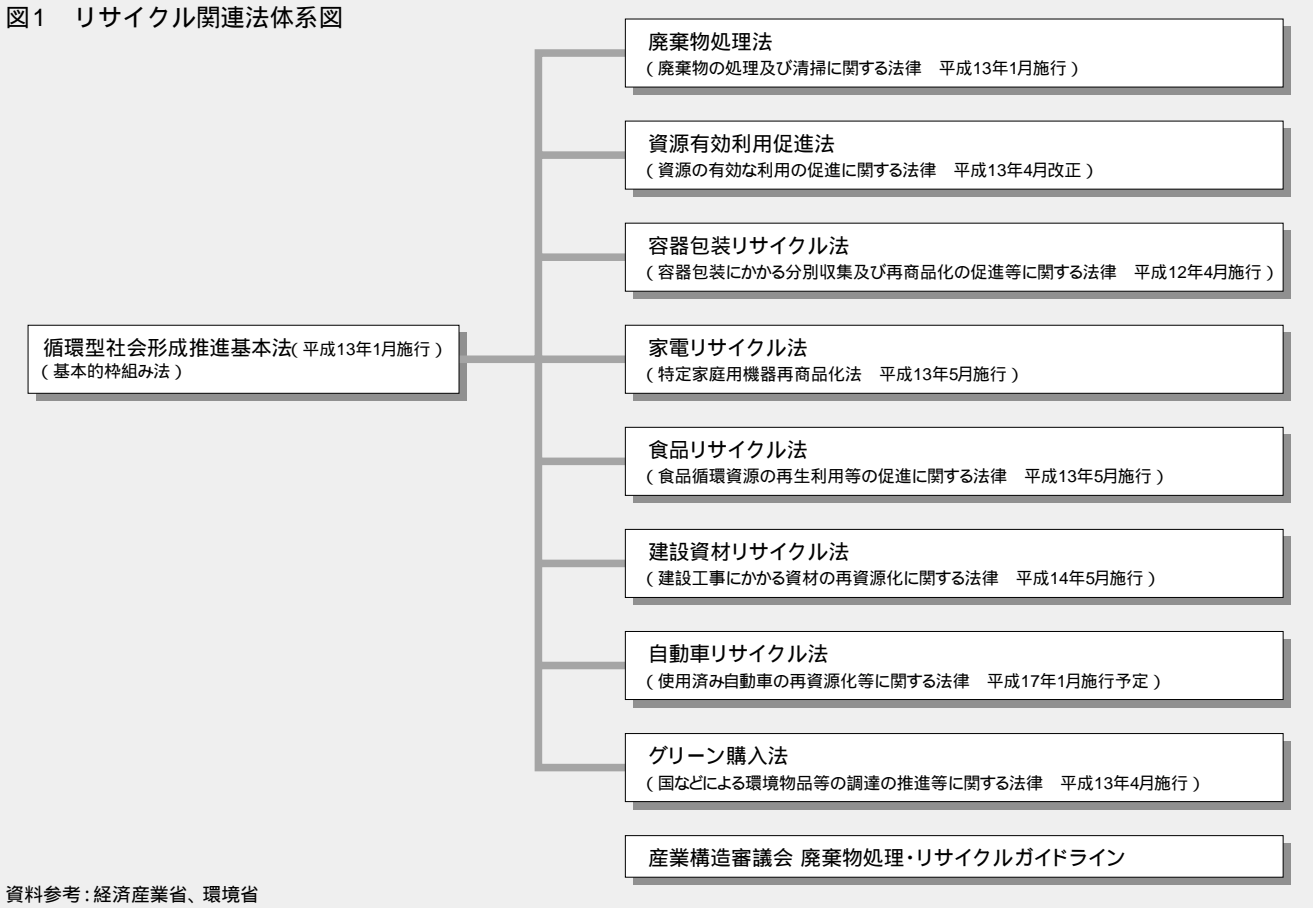 図1 リサイクル関連法体系図
廃棄物処理法
(廃棄物の処理及び清掃に関する法律 平成13年1月施行)
資源有効利用促進法
(資源の有効な利用の促進に関する法律 平成13年4月改正)
容器包装リサイクル法
(容器包装にかかる分別収集及び再商品化の促進等に関する法律 平成12年4月施行)
循環型社会形成推進基本法(平成13年1月施行)
(基本的枠組み法)
家電リサイクル法
(特定家庭用機器再商品化法 平成13年5月施行)
食品リサイクル法
(食品循環資源の再生利用等の促進に関する法律 平成13年5月施行)
建設資材リサイクル法
(建設工事にかかる資材の再資源化に関する法律 平成14年5月施行)
自動車リサイクル法
(使用済み自動車の再資源化等に関する法律 平成17年1月施行予定)
グリーン購入法
(国などによる環境物品等の調達の推進等に関する法律 平成13年4月施行)
産業構造審議会 廃棄物処理・リサイクルガイドライン
資料参考:経済産業省、環境省